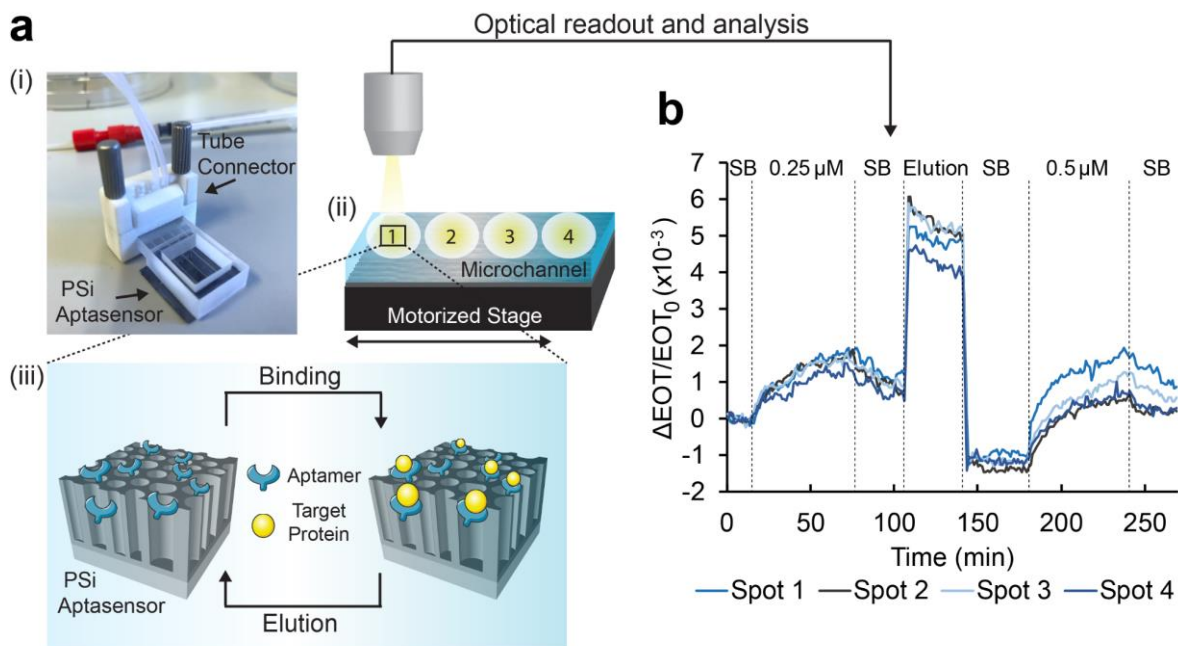 a
Optical readout and analysis
(i)
Tube
Connector
PSi
Aptasensor
(ii)
1
2
3
4
Microchannel
Motorized Stage
(iii)
Binding
Aptamer
Target
Protein
PSi
Aptasensor
Elution
b
SB
0.25 µM
SB
Elution
SB
0.5 µM
SB
ΔEOT/EOT₀ (x10⁻³)
7
6
5
4
3
2
1
0
-1
-2
0
50
100
150
200
250
Time (min)
Spot 1
Spot 2
Spot 3
Spot 4